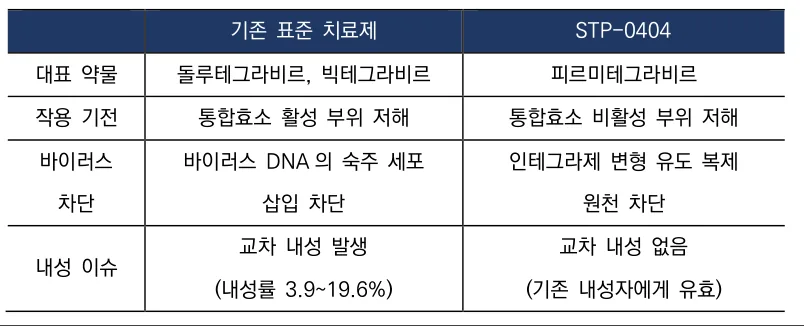 기존 표준 치료제 STP-0404
대표 약물 돌루테그라비르, 빅테그라비르 피르미테그라비르
작용 기전 통합효소 활성 부위 저해 통합효소 비활성 부위 저해
바이러스 바이러스 DNA의 숙주 세포 인테그라제 변형 유도 복제
차단 삽입 차단 원천 차단
내성 이슈 교차 내성 발생 교차 내성 없음
(내성률 3.9~19.6%) (기존 내성자에게 유효)